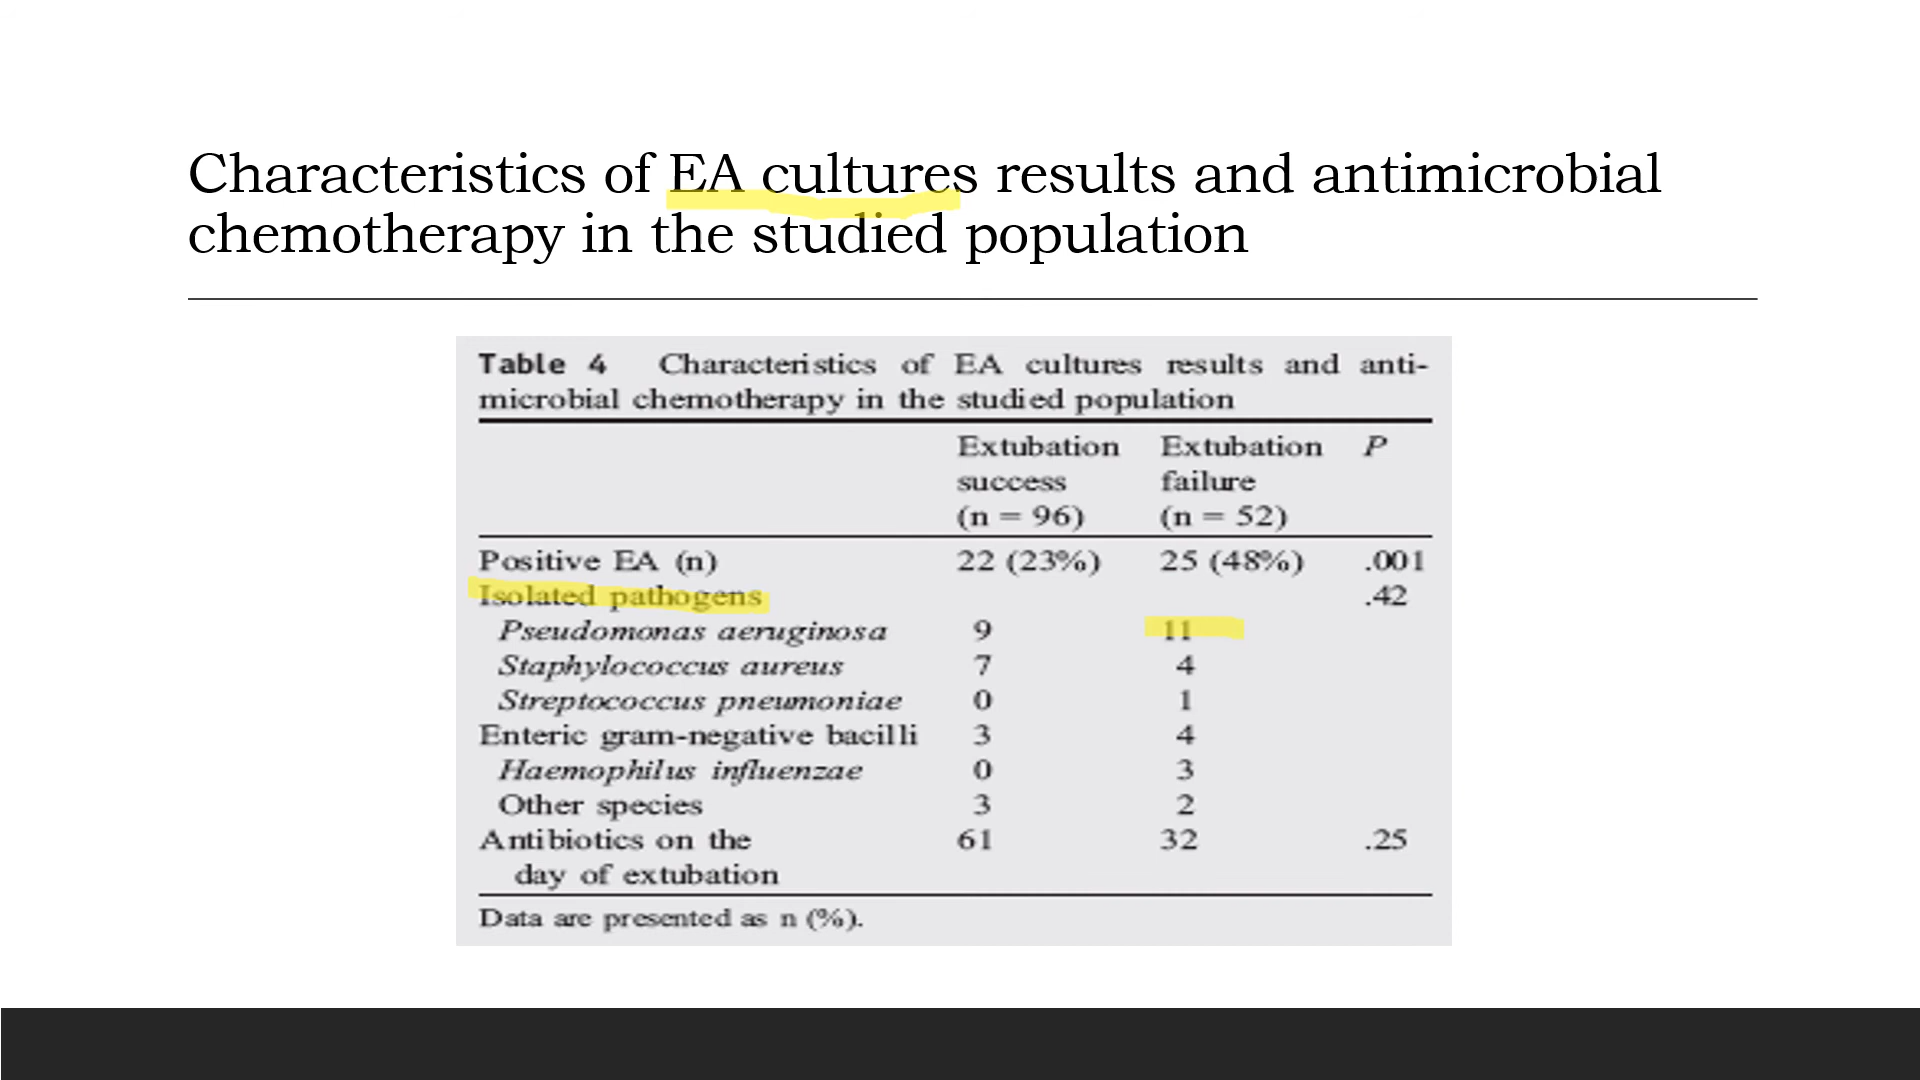 Characteristics of EA cultures results and antimicrobial
chemotherapy in the studied population
Table 4 Characteristics of EA cultures results and anti-
microbial chemotherapy in the studied population
Extubation success (n = 96) Extubation failure (n = 52) P
Positive EA (n) 22 (23%) 25 (48%) .001
Isolated pathogens .42
Pseudomonas aeruginosa 9 11
Staphylococcus aureus 7 4
Streptococcus pneumoniae 0 1
Enteric gram-negative bacilli 3 4
Haemophilus influenzae 0 3
Other species 3 2
Antibiotics on the 61 32 .25
day of extubation
Data are presented as n (%).